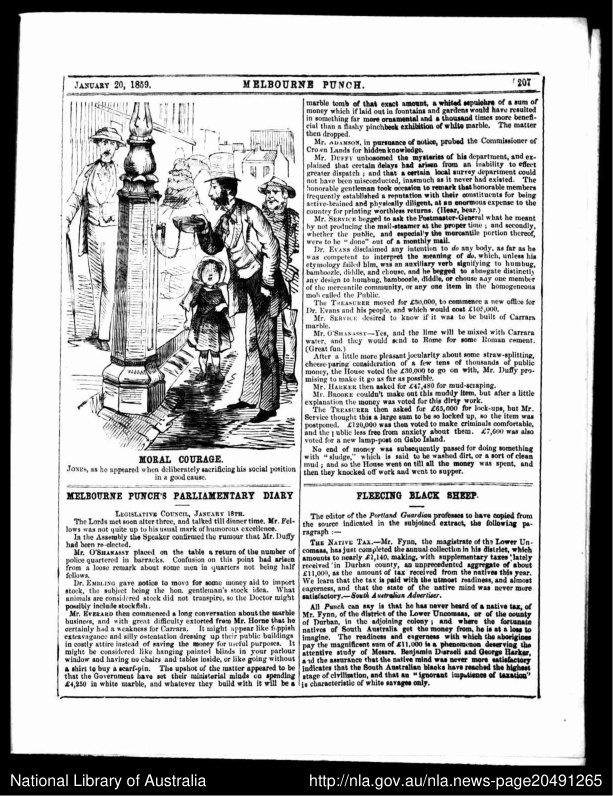 JANUARY 20, 1859.
MELBOURNE PUNCH.
207
MORAL COURAGE.
JONES, as he appeared when deliberately sacrificing his social position
in a good cause.
MELBOURNE PUNCH'S PARLIAMENTARY DIARY
LEGISLATIVE COUNCIL, JANUARY 18TH.
The Lords met soon after three, and talked till dinner time. Mr. Fel-
lows was not quite up to his usual mark of humorous excellence.
In the Assembly the Speaker confirmed the rumour that Mr. Duffy
had been re-elected.
Mr. O'SHANASSY placed on the table a return of the number of
police quartered in barracks. Confusion on this point had arisen
from a loose remark about some men in quarters not being half
fellows.
Dr. EMBLING gave notice to move for some money aid to import
stock, the subject being the hon. gentleman's stock idea. What
animals are considered stock did not transpire, so the Doctor might
possibly include stockfish.
Mr. EVERARD then commenced a long conversation about the marble
business, and with great difficulty extorted from Mr. Horne that he
certainly had a weakness for Carrara. It might appear like foppish
extravagance and silly ostentation dressing up their public buildings
in costly attire instead of saving the money for useful purposes. It
might be considered like hanging painted blinds in your parlour
window and having no chairs and tables inside, or like going without
a shirt to buy a scarf-pin. The upshot of the matter appeared to be
that the Government have set their ministerial minds on spending
£4,250 in white marble, and whatever they build with it will be a
marble tomb of that exact amount, a whited sepulchre of a sum of
money which if laid out in fountains and gardens would have resulted
in something far more ornamental and a thousand times more benefi-
cial than a flashy pinchbeck exhibition of white marble. The matter
then dropped.
Mr. ADAMSON, in pursuance of notice, probed the Commissioner of
Crown Lands for hidden knowledge.
Mr. DUFFY unbosomed the mysteries of his department, and ex-
plained that certain delays had arisen from an inability to effect
greater dispatch; and that a certain local survey department could
not have been misconducted, inasmuch as it never had existed. The
honorable gentleman took occasion to remark that honorable members
frequently established a reputation with their constituents for being
active-brained and physically diligent, at an enormous expense to the
country for printing worthless returns. (Hear, hear.)
Mr. SERVICE begged to ask the Postmaster-General what he meant
by not producing the mail-steamer at the proper time; and secondly,
whether the public, and especially the mercantile portion thereof,
were to be "done" out of a monthly mail.
Dr. EVANS disclaimed any intention to do any body, as far as he
was competent to interpret the meaning of do, which, unless his
etymology failed him, was an auxiliary verb signifying to humbug,
bamboozle, diddle, and chouse, and he begged to abnegate distinctly
any design to humbug, bamboozle, diddle, or chouse any one member
of the mercantile community, or any one item in the homogeneous
mob called the Public.
The TREASURER moved for £30,000, to commence a new office for
Dr. Evans and his people, and which would cost £105,000.
Mr. SERVICE desired to know if it was to be built of Carrara
marble.
Mr. O'SHANASSY—Yes, and the lime will be mixed with Carrara
water, and they would send to Rome for some Roman cement.
(Great fun.)
After a little more pleasant jocularity about some straw-splitting,
cheese-paring consideration of a few tens of thousands of public
money, the House voted the £30,000 to go on with, Mr. Duffy pro-
mising to make it go as far as possible.
Mr. HARKER then asked for £47,480 for mud-scraping.
Mr. BROOKE couldn't make out this muddy item, but after a little
explanation the money was voted for this dirty work.
The TREASURER then asked for £65,000 for lock-ups, but Mr.
Service thought this a large sum to be so locked up, so the item was
postponed. £120,000 was then voted to make criminals comfortable,
and the public less free from anxiety about them. £7,600 was also
voted for a new lamp-post on Gabo Island.
No end of money was subsequently passed for doing something
with "sludge," which is said to be washed dirt, or a sort of clean
mud; and so the House went on till all the money was spent, and
then they knocked off work and went to supper.
FLEECING BLACK SHEEP.
The editor of the Portland Guardian professes to have copied from
the source indicated in the subjoined extract, the following pa-
ragraph :—
THE NATIVE TAX.—Mr. Fynn, the magistrate of the Lower Un-
comass, has just completed the annual collection in his district, which
amounts to nearly £1,140, making, with supplementary taxes lately
received in Durban county, an unprecedented aggregate of about
£11,000, as the amount of tax received from the natives this year.
We learn that the tax is paid with the utmost readiness, and almost
eagerness, and that the state of the native mind was never more
satisfactory.—South Australian Advertiser.
All Punch can say is that he has never heard of a native tax, of
Mr. Fynn, of the district of the Lower Uncomass, or of the county
of Durban, in the adjoining colony; and where the fortunate
natives of South Australia get the money from, he is at a loss to
imagine. The readiness and eagerness with which the aborigines
pay the magnificent sum of £11,000 is a phenomenon deserving the
attentive study of Messrs. Benjamin Disraeli and George Harker,
and the assurance that the native mind was never more satisfactory
indicates that the South Australian blacks have reached the highest
stage of civilisation, and that an "ignorant impatience of taxation"
is characteristic of white savages only.
National Library of Australia
http://nla.gov.au/nla.news-page20491265